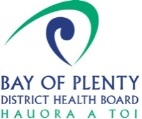 BAY OF PLENTY
DISTRICT HEALTH BOARD
HAUORA A TOI